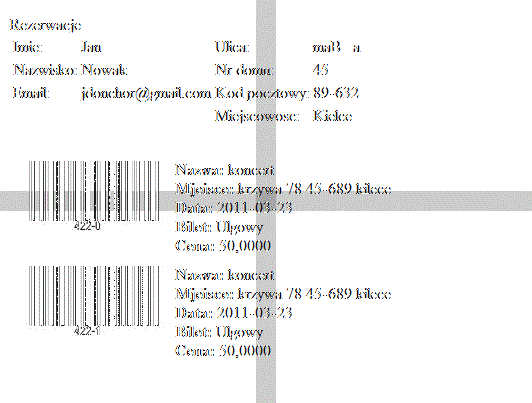 Rezerwacje
Imie: Jan Ulica: maB a
Nazwisko: Nowak Nr domu: 45
Email: jdonchor@gmail.com Kod pocztowy: 89-632
Miejscowosc: Kielce
Nazwa: koncert
Mjeisce: krzywa 78 45-689 kilece
Data: 2011-03-23
Bilet: Ulgowy
Cena: 50,0000
422-0
Nazwa: koncert
Mjeisce: krzywa 78 45-689 kilece
Data: 2011-03-23
Bilet: Ulgowy
Cena: 50,0000
422-1